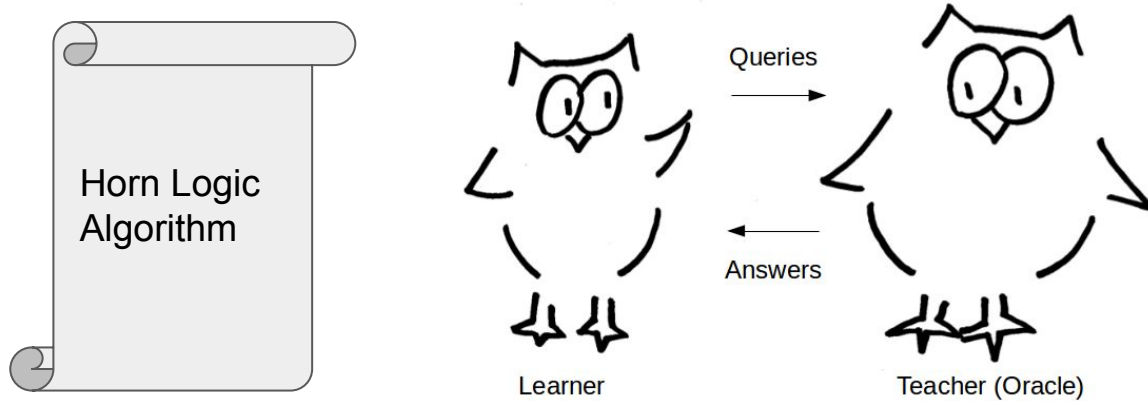 Horn Logic
Algorithm
Queries
Answers
Learner
Teacher (Oracle)